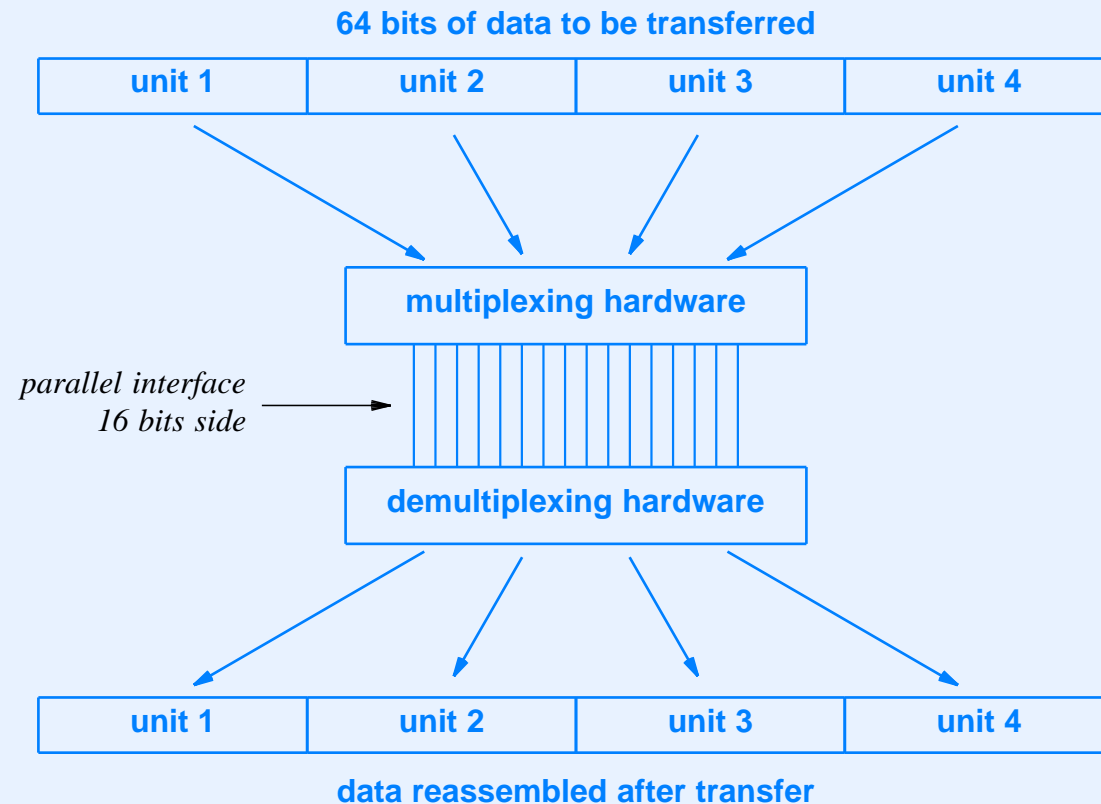 64 bits of data to be transferred
unit 1 unit 2 unit 3 unit 4
multiplexing hardware
parallel interface
16 bits side
demultiplexing hardware
unit 1 unit 2 unit 3 unit 4
data reassembled after transfer